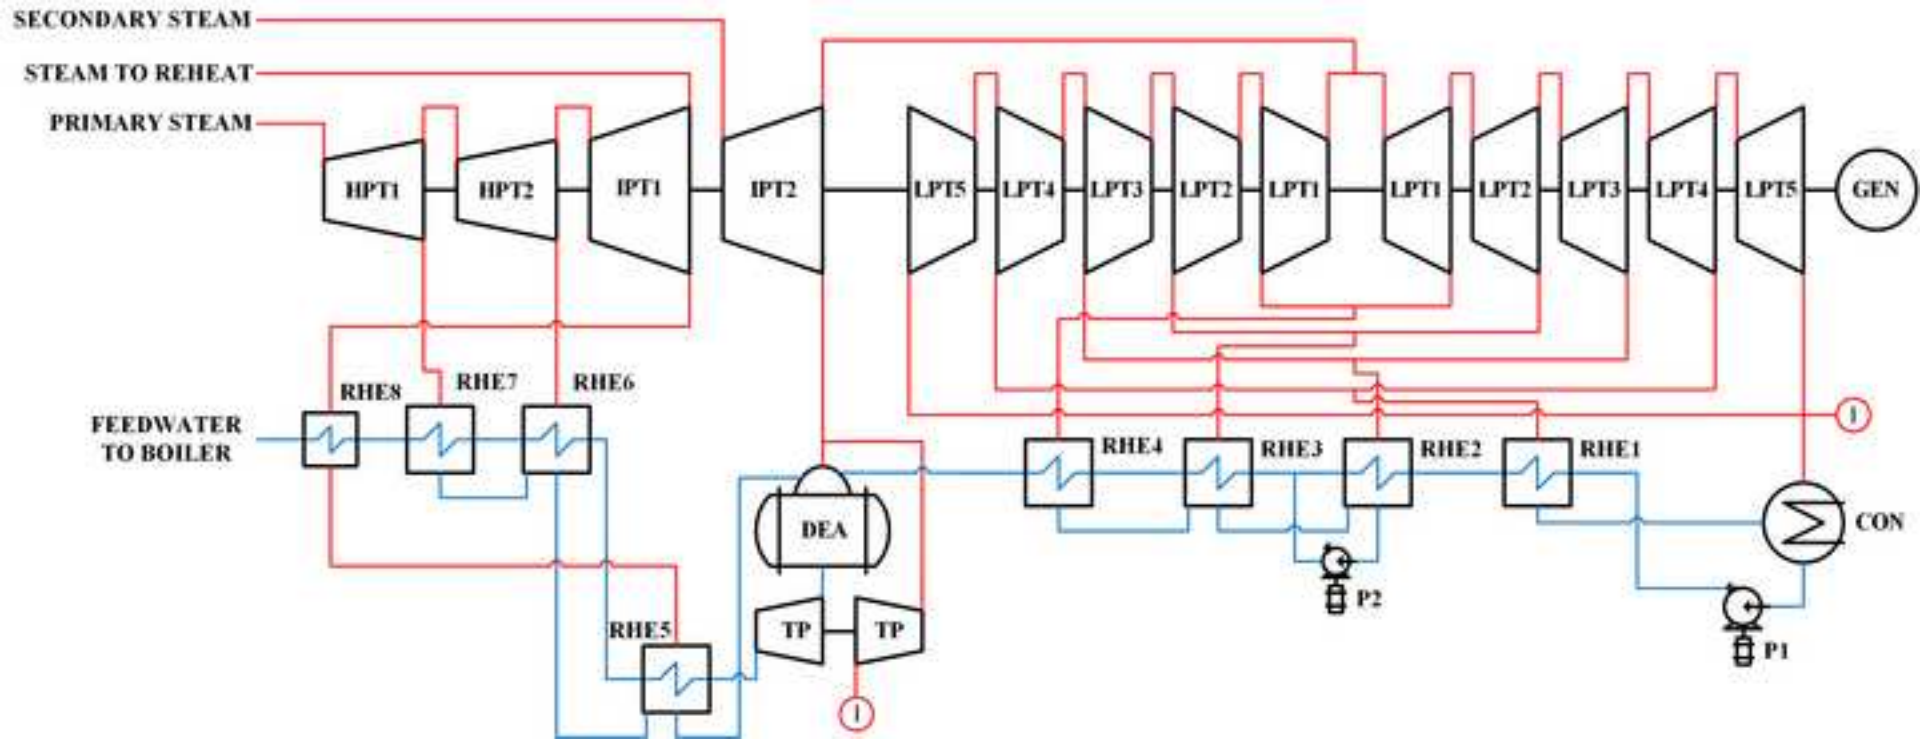 SECONDARY STEAM
STEAM TO REHEAT
PRIMARY STEAM
HPT1
HPT2
IPT1
IPT2
LPT5
LPT4
LPT3
LPT2
LPT1
LPT1
LPT2
LPT3
LPT4
LPT5
GEN
RHE8
RHE7
RHE6
FEEDWATER
TO BOILER
1
RHE4
RHE3
RHE2
RHE1
DEA
CON
P2
RHE5
TP
TP
P1
1